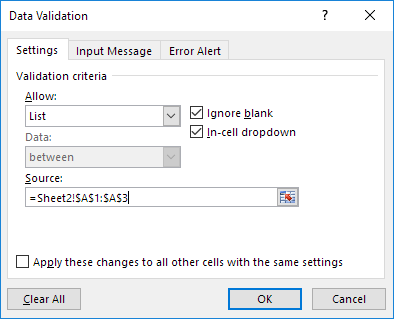 Data Validation
Settings
Input Message
Error Alert
Validation criteria
Allow:
List
Ignore blank
Data:
In-cell dropdown
between
Source:
=Sheet2!$A$1:$A$3
Apply these changes to all other cells with the same settings
Clear All
OK
Cancel